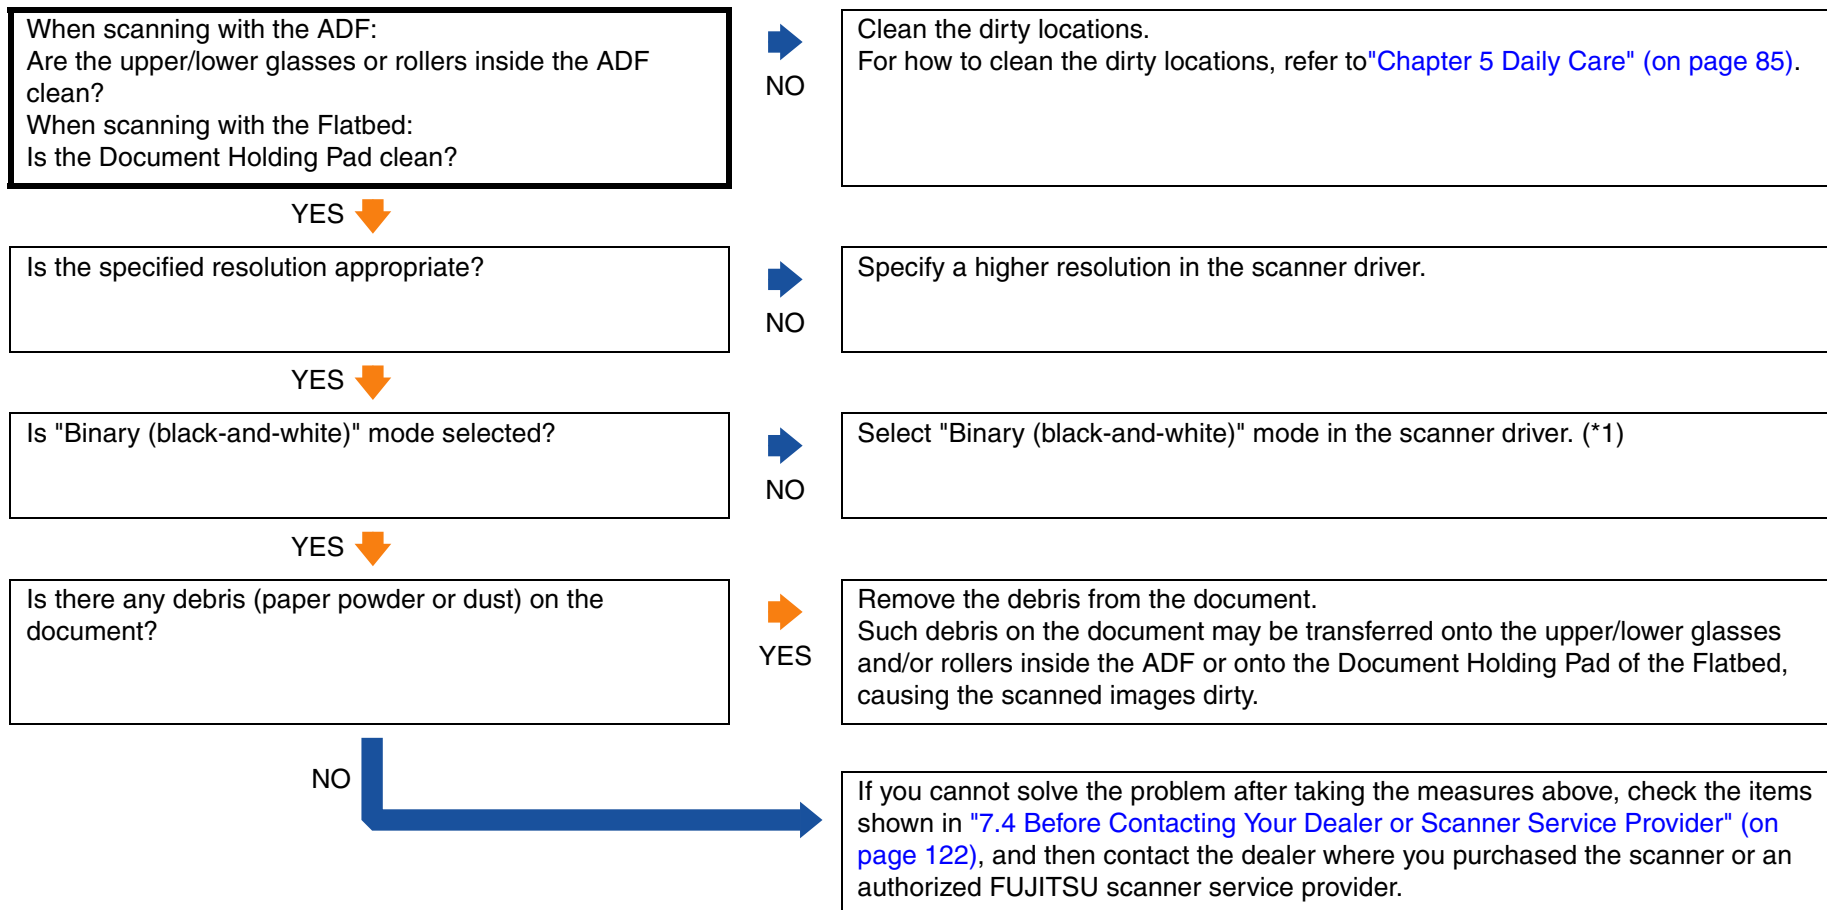 When scanning with the ADF:
Are the upper/lower glasses or rollers inside the ADF
clean?
When scanning with the Flatbed:
Is the Document Holding Pad clean?
NO
Clean the dirty locations.
For how to clean the dirty locations, refer to"Chapter 5 Daily Care" (on page 85).
YES
Is the specified resolution appropriate?
NO
Specify a higher resolution in the scanner driver.
YES
Is "Binary (black-and-white)" mode selected?
NO
Select "Binary (black-and-white)" mode in the scanner driver. (*1)
YES
Is there any debris (paper powder or dust) on the
document?
YES
Remove the debris from the document.
Such debris on the document may be transferred onto the upper/lower glasses
and/or rollers inside the ADF or onto the Document Holding Pad of the Flatbed,
causing the scanned images dirty.
NO
If you cannot solve the problem after taking the measures above, check the items
shown in "7.4 Before Contacting Your Dealer or Scanner Service Provider" (on
page 122), and then contact the dealer where you purchased the scanner or an
authorized FUJITSU scanner service provider.